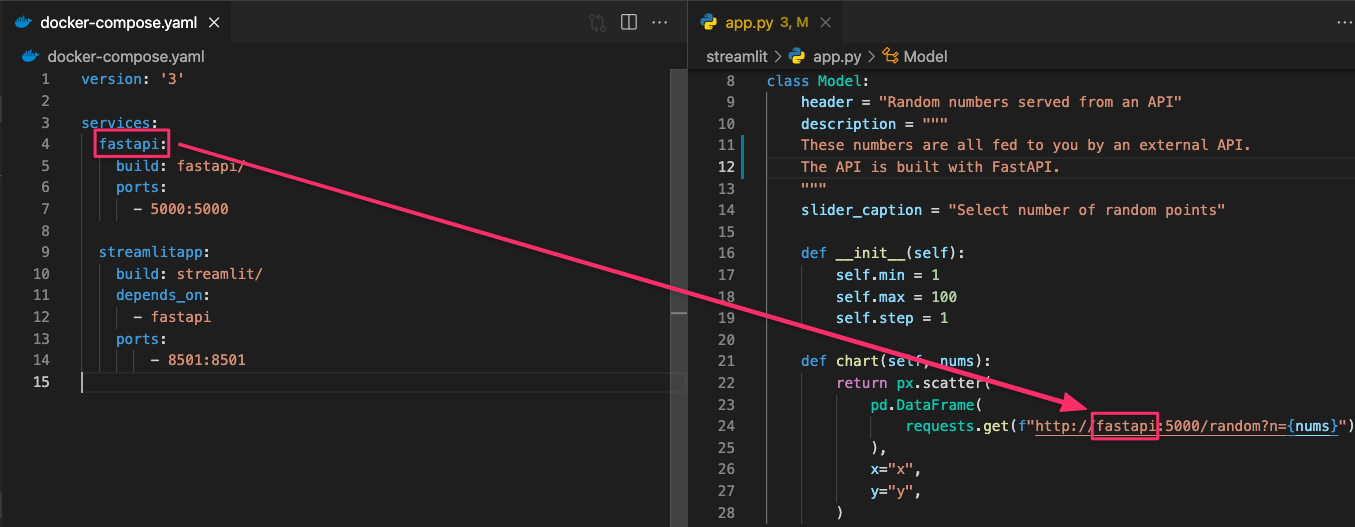 docker-compose.yaml
docker-compose.yaml
1 version: '3'
2
3 services:
4 fastapi:
5 build: fastapi/
6 ports:
7 - 5000:5000
8
9 streamlitapp:
10 build: streamlit/
11 depends_on:
12 - fastapi
13 ports:
14 - 8501:8501
15
app.py 3, M
streamlit > app.py > Model
8 class Model:
9 header = "Random numbers served from an API"
10 description = """
11 These numbers are all fed to you by an external API.
12 The API is built with FastAPI.
13 """
14 slider_caption = "Select number of random points"
15
16 def __init__(self):
17 self.min = 1
18 self.max = 100
19 self.step = 1
20
21 def chart(self, nums):
22 return px.scatter(
23 pd.DataFrame(
24 requests.get(f"http://fastapi:5000/random?n={nums}")
25 ),
26 x="x",
27 y="y",
28 )